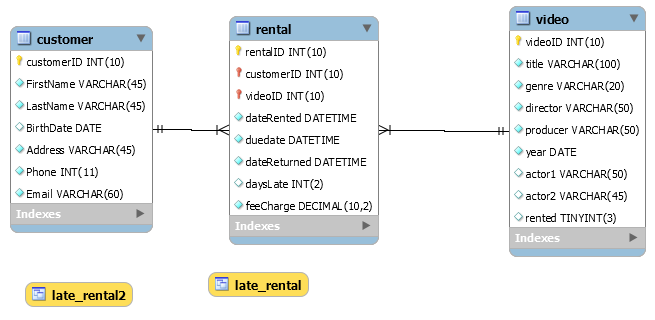 customer
customerID INT(10)
FirstName VARCHAR(45)
LastName VARCHAR(45)
BirthDate DATE
Address VARCHAR(45)
Phone INT(11)
Email VARCHAR(60)
Indexes
rental
rentalID INT(10)
customerID INT(10)
videoID INT(10)
dateRented DATETIME
duedate DATETIME
dateReturned DATETIME
daysLate INT(2)
feeCharge DECIMAL(10,2)
Indexes
video
videoID INT(10)
title VARCHAR(100)
genre VARCHAR(20)
director VARCHAR(50)
producer VARCHAR(50)
year DATE
actor1 VARCHAR(50)
actor2 VARCHAR(45)
rented TINYINT(3)
Indexes
late_rental2
late_rental